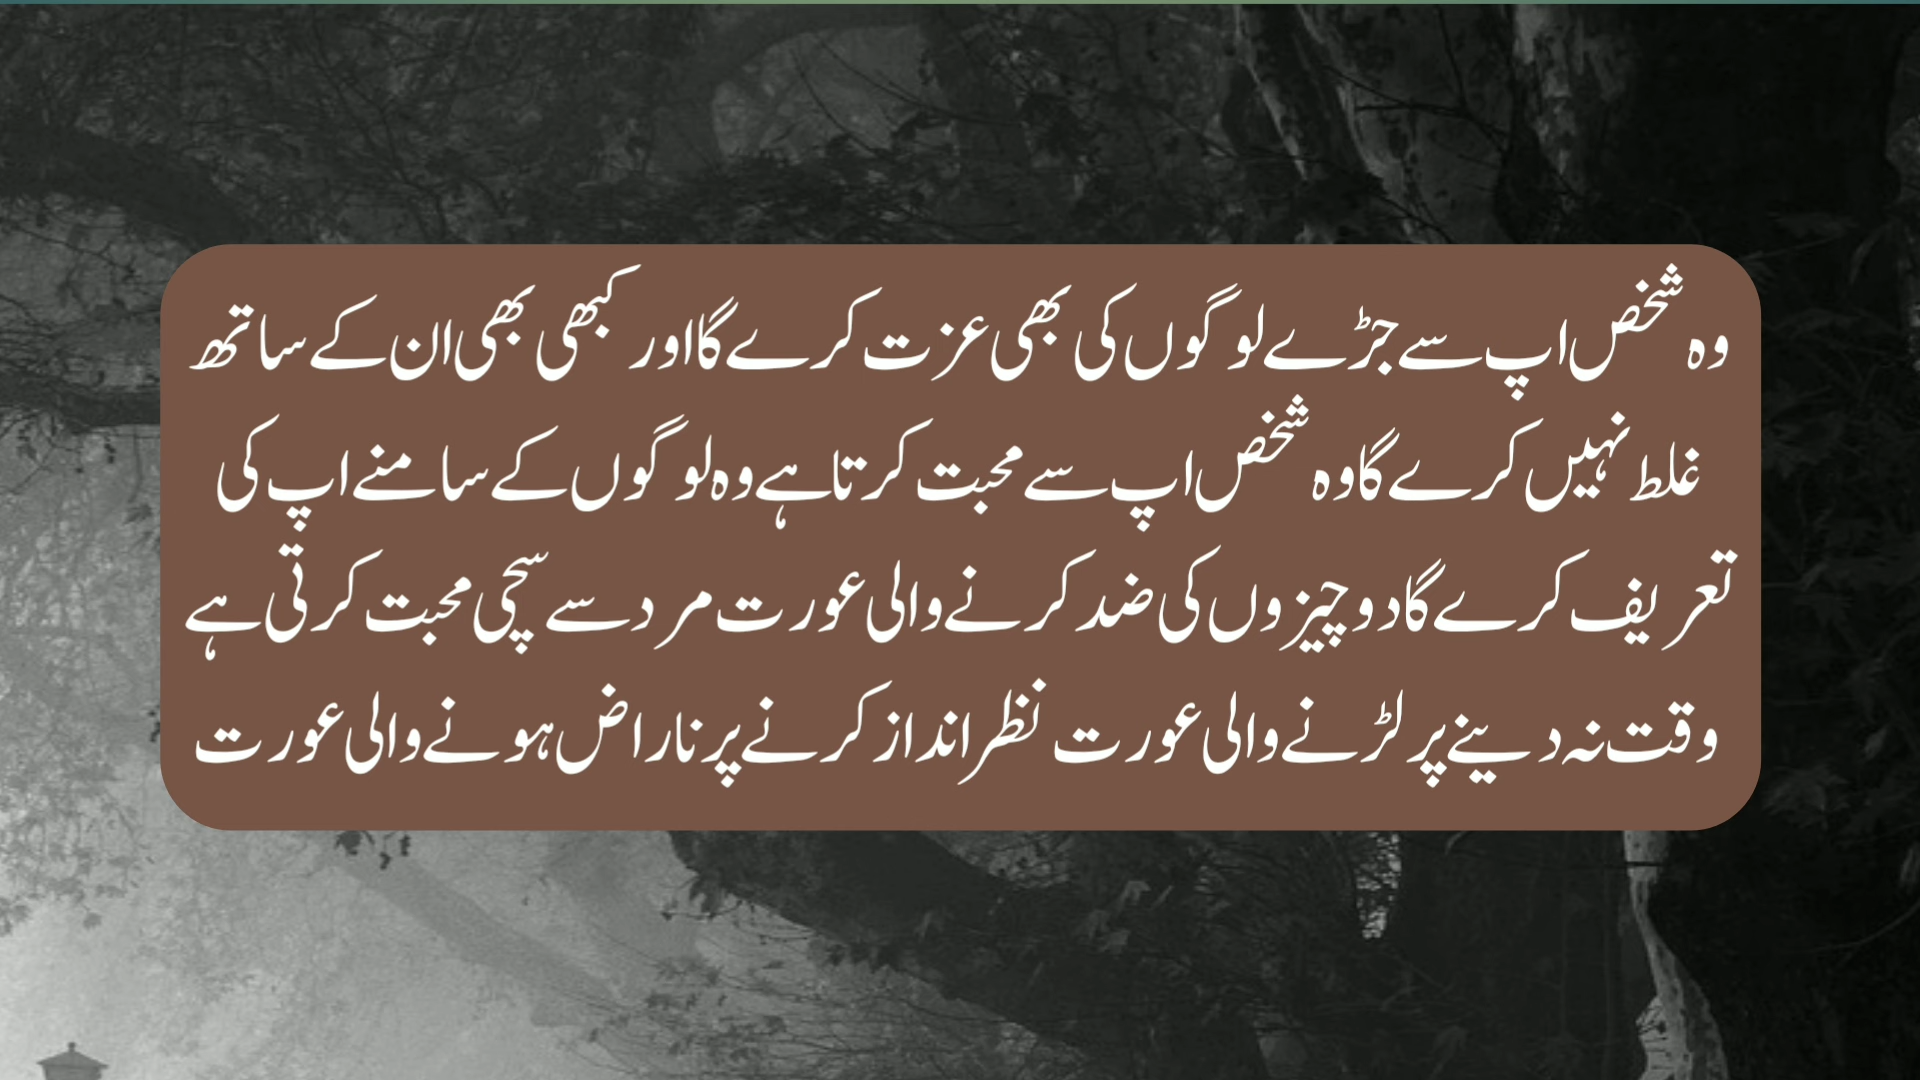 وہ شخص اپ سے جڑے لوگوں کی بھی عزت کرے گا اور کبھی بھی ان کے ساتھ
غلط نہیں کرے گا وہ شخص اپ سے محبت کرتا ہے وہ لوگوں کے سامنے اپ کی
تعریف کرے گا دو چیزوں کی ضد کرنے والی عورت مرد سے سچی محبت کرتی ہے
وقت نہ دینے پر لڑنے والی عورت نظر انداز کرنے پر ناراض ہونے والی عورت